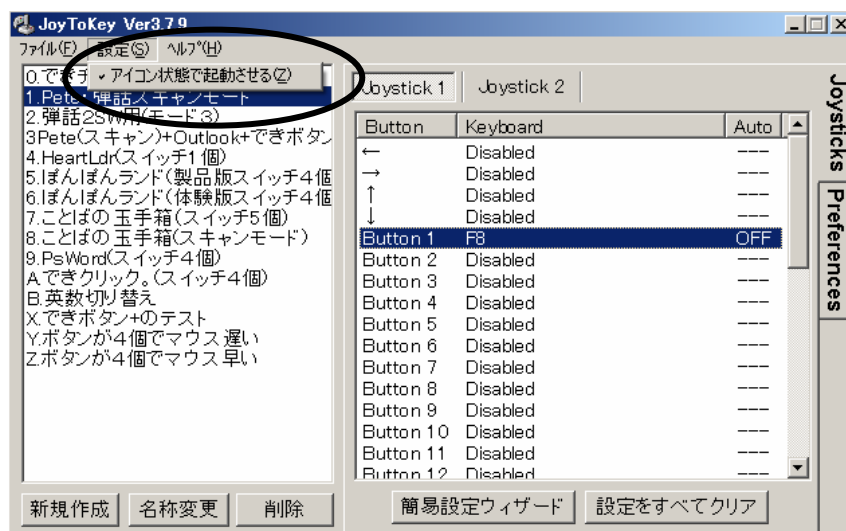 JoyToKey Ver3.7.9
ファイル(F) 設定(S) ヘルプ(H)
✓アイコン状態で起動させる(Z)
0.できチ
1.Pete: 弾話スキャンモード
2.弾話2SW用(モード3)
3Pete(スキャン)+Outlook+できボタン
4.HeartLdr(スイッチ1個)
5.ぽんぽんランド(製品版スイッチ4個
6.ぽんぽんランド(体験版スイッチ4個
7.ことばの玉手箱(スイッチ5個)
8.ことばの玉手箱(スキャンモード)
9.PsWord(スイッチ4個)
A.できクリック。(スイッチ4個)
B.英数切り替え
X.できボタン+のテスト
Y.ボタンが4個でマウス遅い
Z.ボタンが4個でマウス早い
新規作成 名称変更 削除
Joystick 1 Joystick 2
Button Keyboard Auto
← Disabled ---
→ Disabled ---
↑ Disabled ---
↓ Disabled ---
Button 1 F8 OFF
Button 2 Disabled ---
Button 3 Disabled ---
Button 4 Disabled ---
Button 5 Disabled ---
Button 6 Disabled ---
Button 7 Disabled ---
Button 8 Disabled ---
Button 9 Disabled ---
Button 10 Disabled ---
Button 11 Disabled ---
Button 12 Disabled ---
簡易設定ウィザード 設定をすべてクリア
Joysticks
Preferences